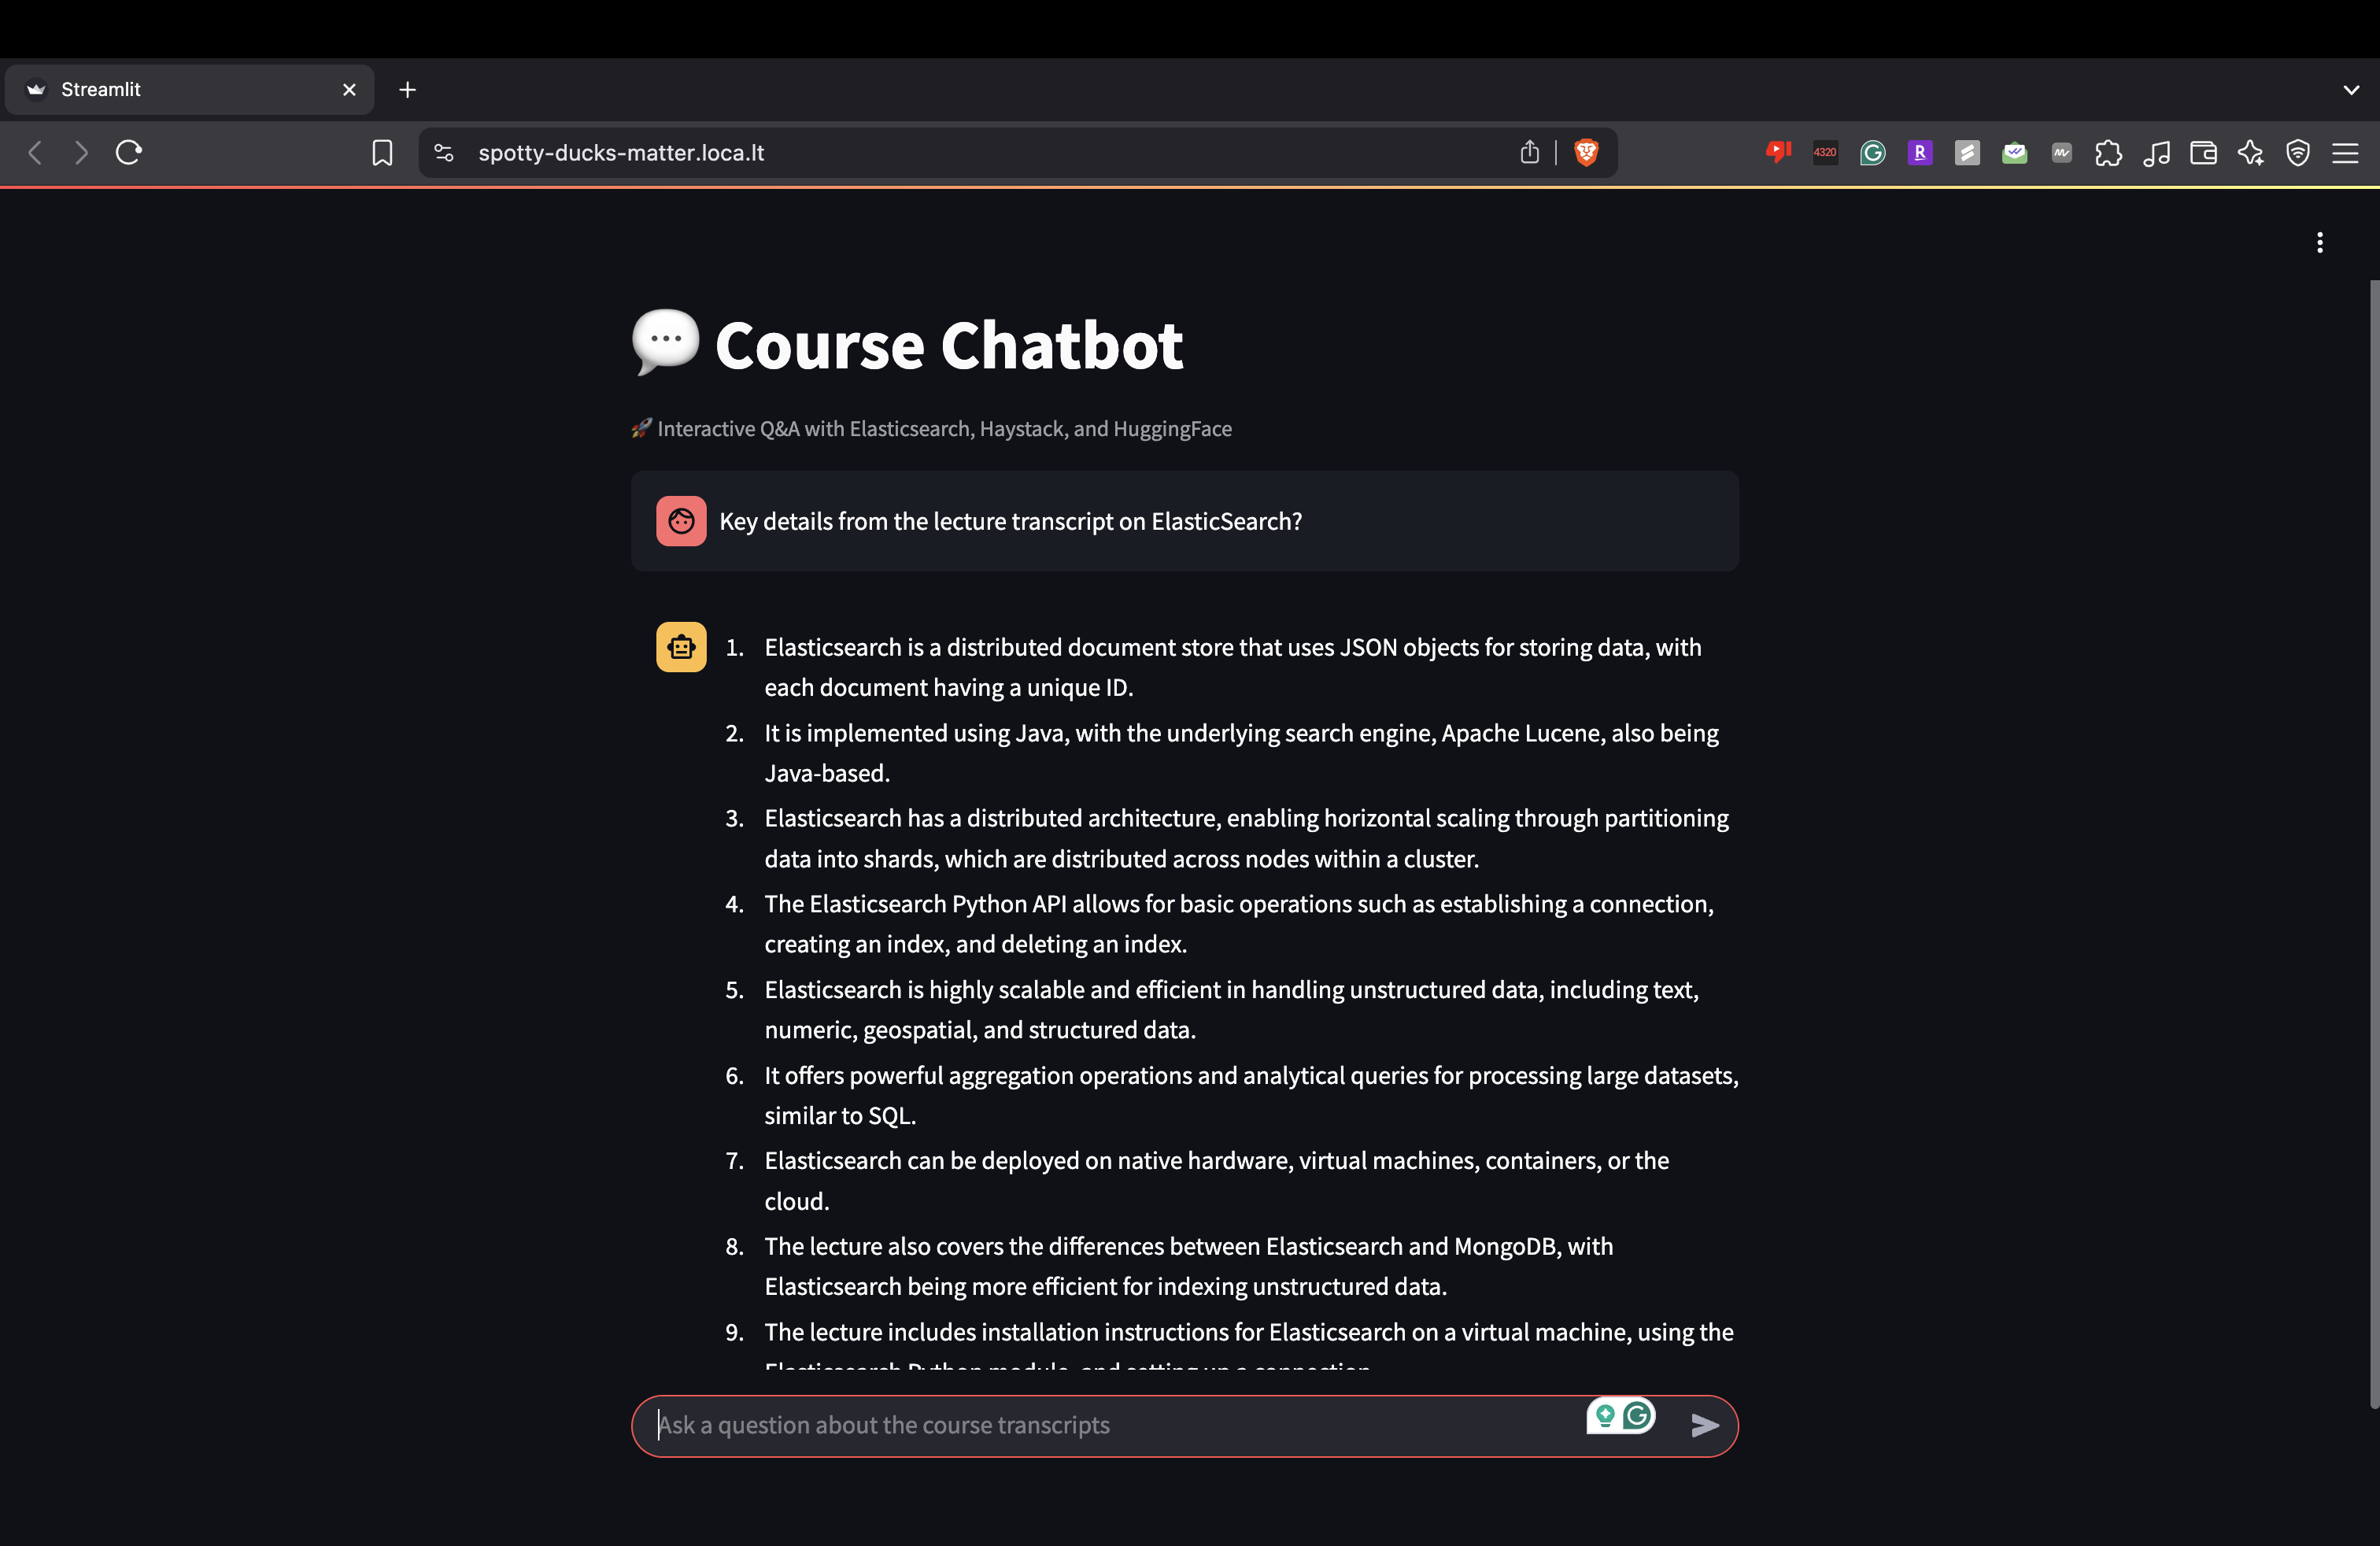 Streamlit
spotty-ducks-matter.loca.lt
4320
Course Chatbot
Interactive Q&A with Elasticsearch, Haystack, and HuggingFace
Key details from the lecture transcript on ElasticSearch?
1. Elasticsearch is a distributed document store that uses JSON objects for storing data, with
each document having a unique ID.
2. It is implemented using Java, with the underlying search engine, Apache Lucene, also being
Java-based.
3. Elasticsearch has a distributed architecture, enabling horizontal scaling through partitioning
data into shards, which are distributed across nodes within a cluster.
4. The Elasticsearch Python API allows for basic operations such as establishing a connection,
creating an index, and deleting an index.
5. Elasticsearch is highly scalable and efficient in handling unstructured data, including text,
numeric, geospatial, and structured data.
6. It offers powerful aggregation operations and analytical queries for processing large datasets,
similar to SQL.
7. Elasticsearch can be deployed on native hardware, virtual machines, containers, or the
cloud.
8. The lecture also covers the differences between Elasticsearch and MongoDB, with
Elasticsearch being more efficient for indexing unstructured data.
9. The lecture includes installation instructions for Elasticsearch on a virtual machine, using the
Elasticsearch Python module, and setting up a connection.
Ask a question about the course transcripts